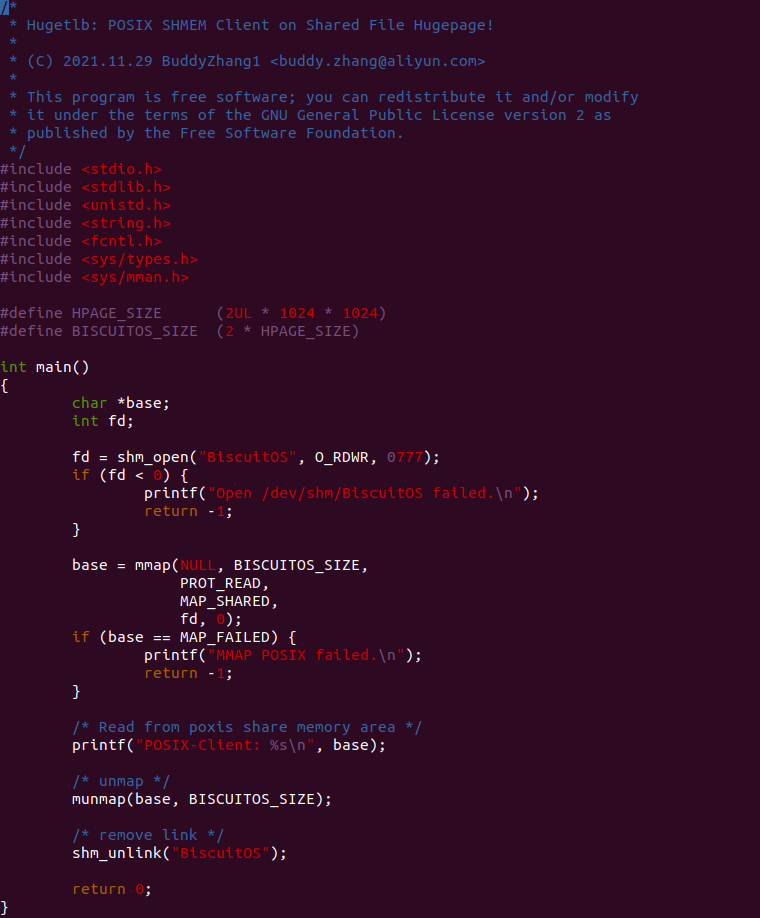 /*
 * Hugetlb: POSIX SHMEM Client on Shared File Hugepage!
 *
 * (C) 2021.11.29 BuddyZhang1 <buddy.zhang@aliyun.com>
 *
 * This program is free software; you can redistribute it and/or modify
 * it under the terms of the GNU General Public License version 2 as
 * published by the Free Software Foundation.
 */
#include <stdio.h>
#include <stdlib.h>
#include <unistd.h>
#include <string.h>
#include <fcntl.h>
#include <sys/types.h>
#include <sys/mman.h>

#define HPAGE_SIZE      (2UL * 1024 * 1024)
#define BISCUITOS_SIZE  (2 * HPAGE_SIZE)

int main()
{
        char *base;
        int fd;

        fd = shm_open("BiscuitOS", O_RDWR, 0777);
        if (fd < 0) {
                printf("Open /dev/shm/BiscuitOS failed.\n");
                return -1;
        }

        base = mmap(NULL, BISCUITOS_SIZE,
                    PROT_READ,
                    MAP_SHARED,
                    fd, 0);
        if (base == MAP_FAILED) {
                printf("MMAP POSIX failed.\n");
                return -1;
        }

        /* Read from poxis share memory area */
        printf("POSIX-Client: %s\n", base);

        /* unmap */
        munmap(base, BISCUITOS_SIZE);

        /* remove link */
        shm_unlink("BiscuitOS");

        return 0;
}